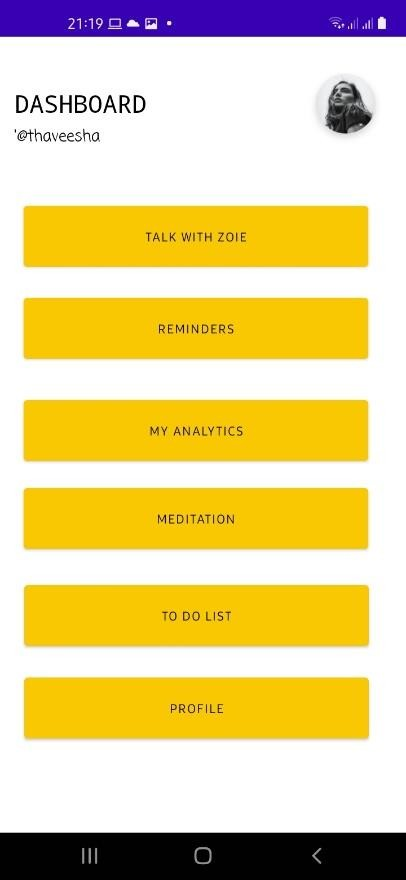 21:19
DASHBOARD
'@thaveesha
TALK WITH ZOIE
REMINDERS
MY ANALYTICS
MEDITATION
TO DO LIST
PROFILE